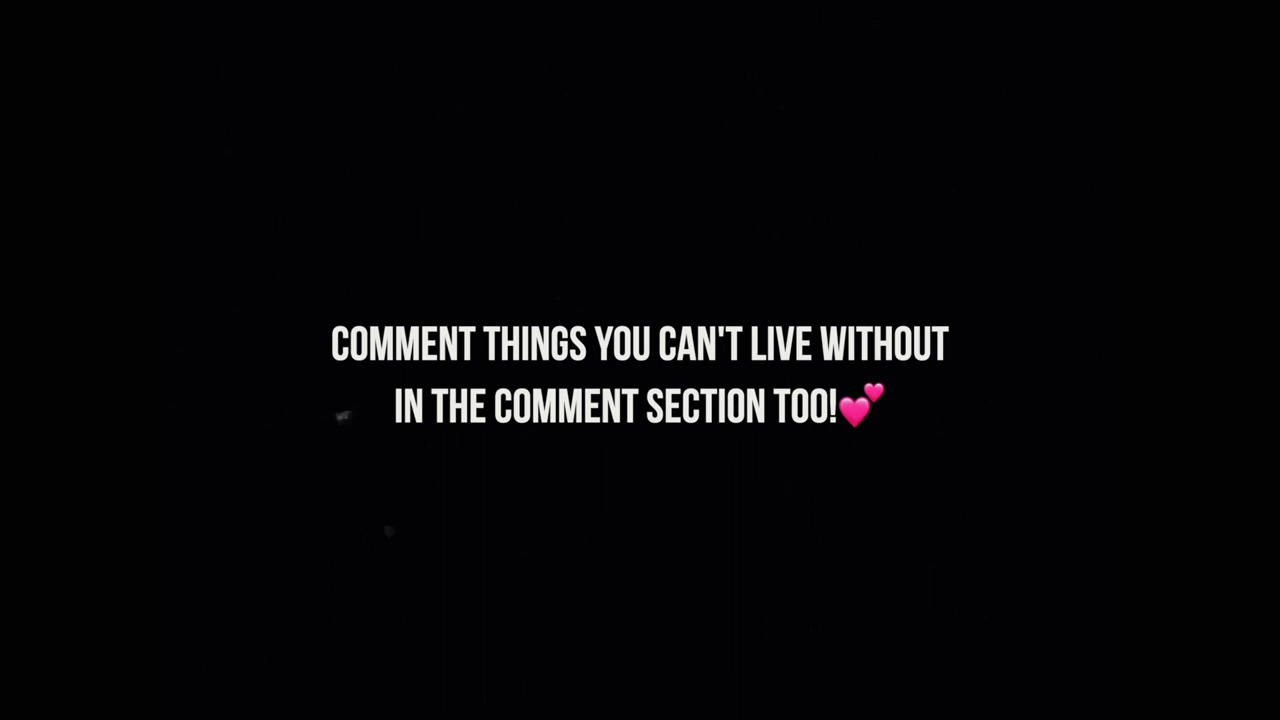 COMMENT THINGS YOU CAN'T LIVE WITHOUT
IN THE COMMENT SECTION TOO!💕